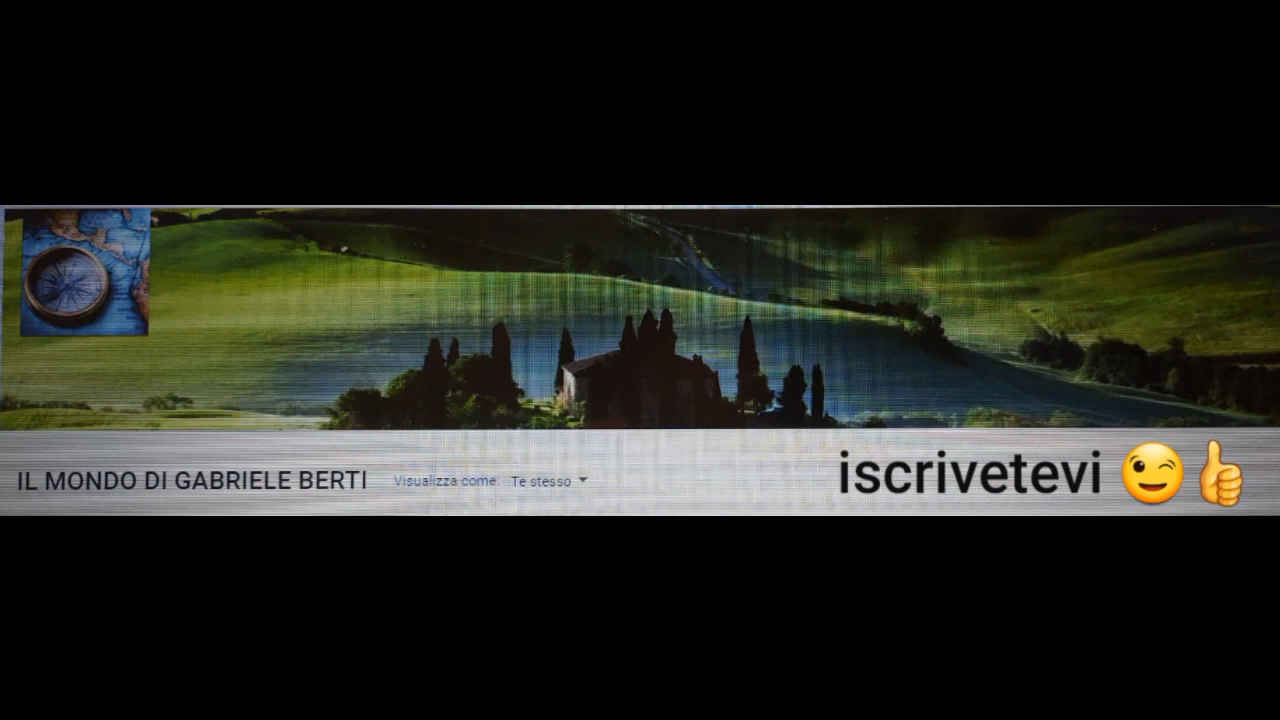 IL MONDO DI GABRIELE BERTI Visualizza come: Te stesso iscrivetevi 😉👍